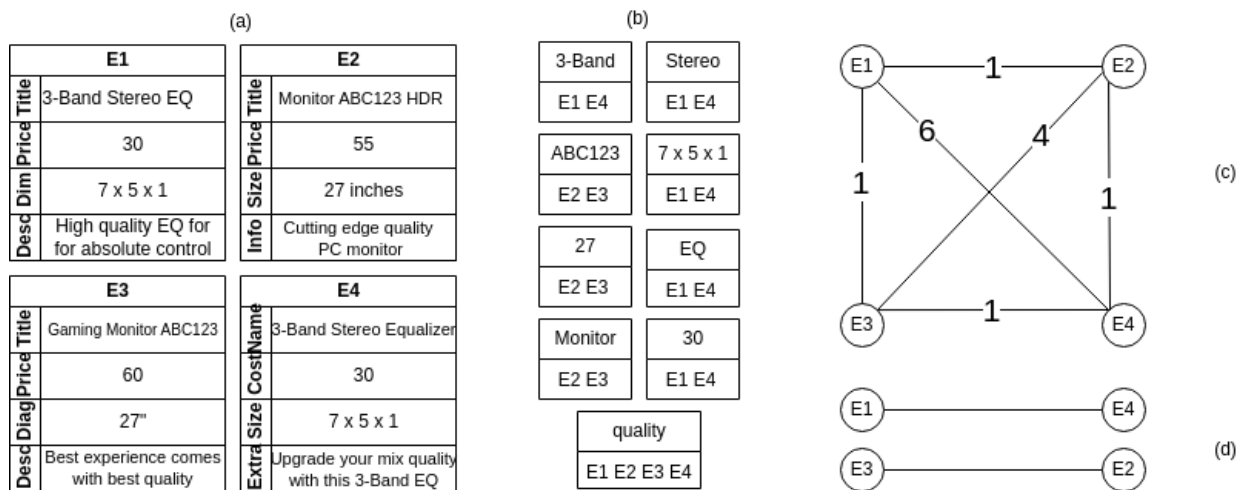 (a)
E1
Title
3-Band Stereo EQ
Price
30
Dim
7 x 5 x 1
Desc
High quality EQ for
for absolute control
E2
Title
Monitor ABC123 HDR
Price
55
Size
27 inches
Info
Cutting edge quality
PC monitor
E3
Title
Gaming Monitor ABC123
Price
60
Diag
27"
Desc
Best experience comes
with best quality
E4
Name
3-Band Stereo Equalizer
Cost
30
Size
7 x 5 x 1
Extra
Upgrade your mix quality
with this 3-Band EQ
(b)
3-Band
E1 E4
Stereo
E1 E4
ABC123
E2 E3
7 x 5 x 1
E1 E4
27
E2 E3
EQ
E1 E4
Monitor
E2 E3
30
E1 E4
quality
E1 E2 E3 E4
E1
1
E2
6
4
1
1
(c)
E3
1
E4
E1
E4
(d)
E3
E2